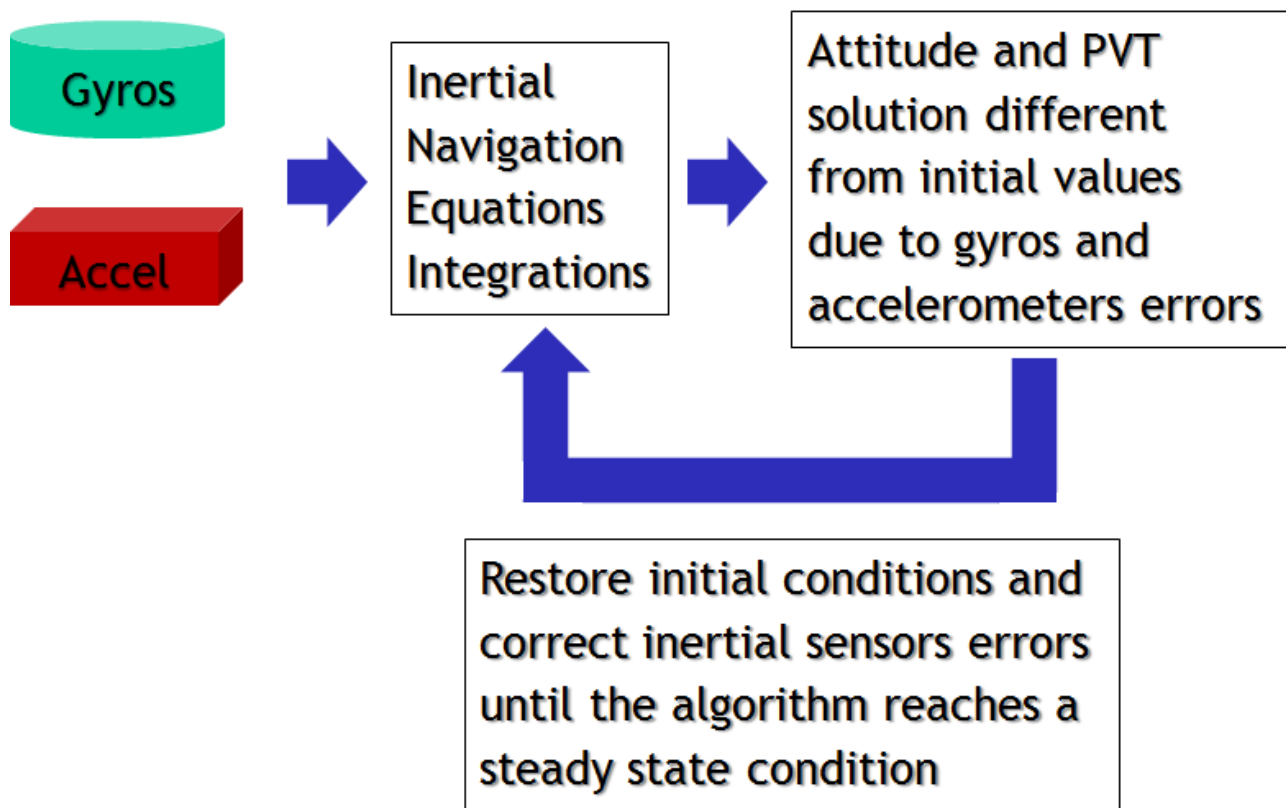 Gyros
Accel
Inertial
Navigation
Equations
Integrations
Attitude and PVT
solution different
from initial values
due to gyros and
accelerometers errors
Restore initial conditions and
correct inertial sensors errors
until the algorithm reaches a
steady state condition